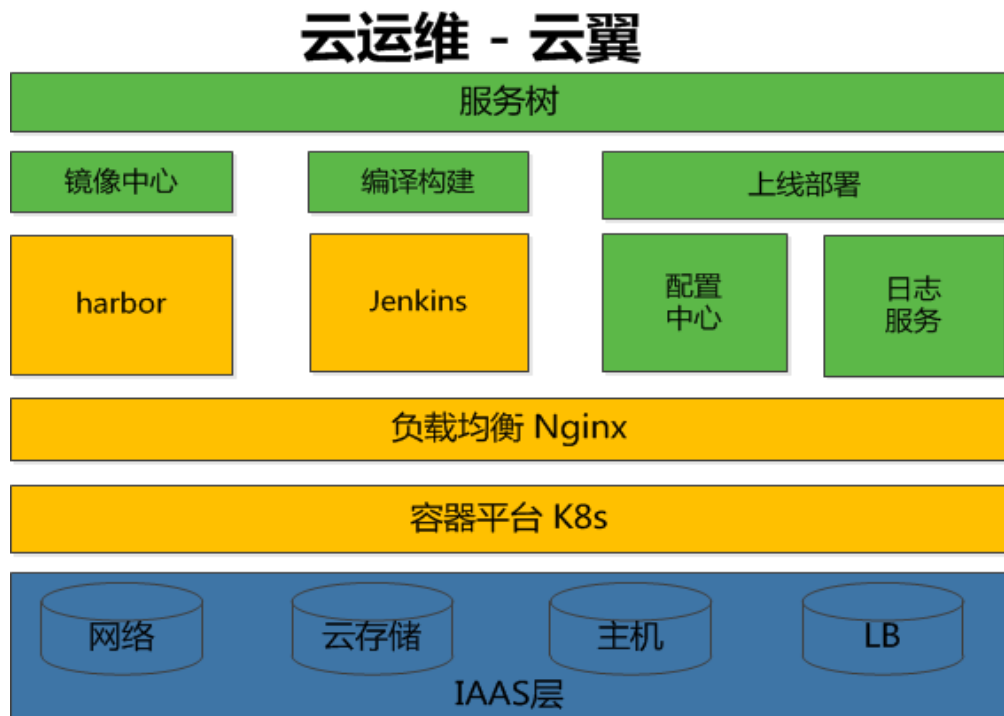 云运维 - 云翼
服务树
镜像中心
编译构建
上线部署
harbor
Jenkins
配置
中心
日志
服务
负载均衡 Nginx
容器平台 K8s
网络
云存储
主机
LB
IAAS层